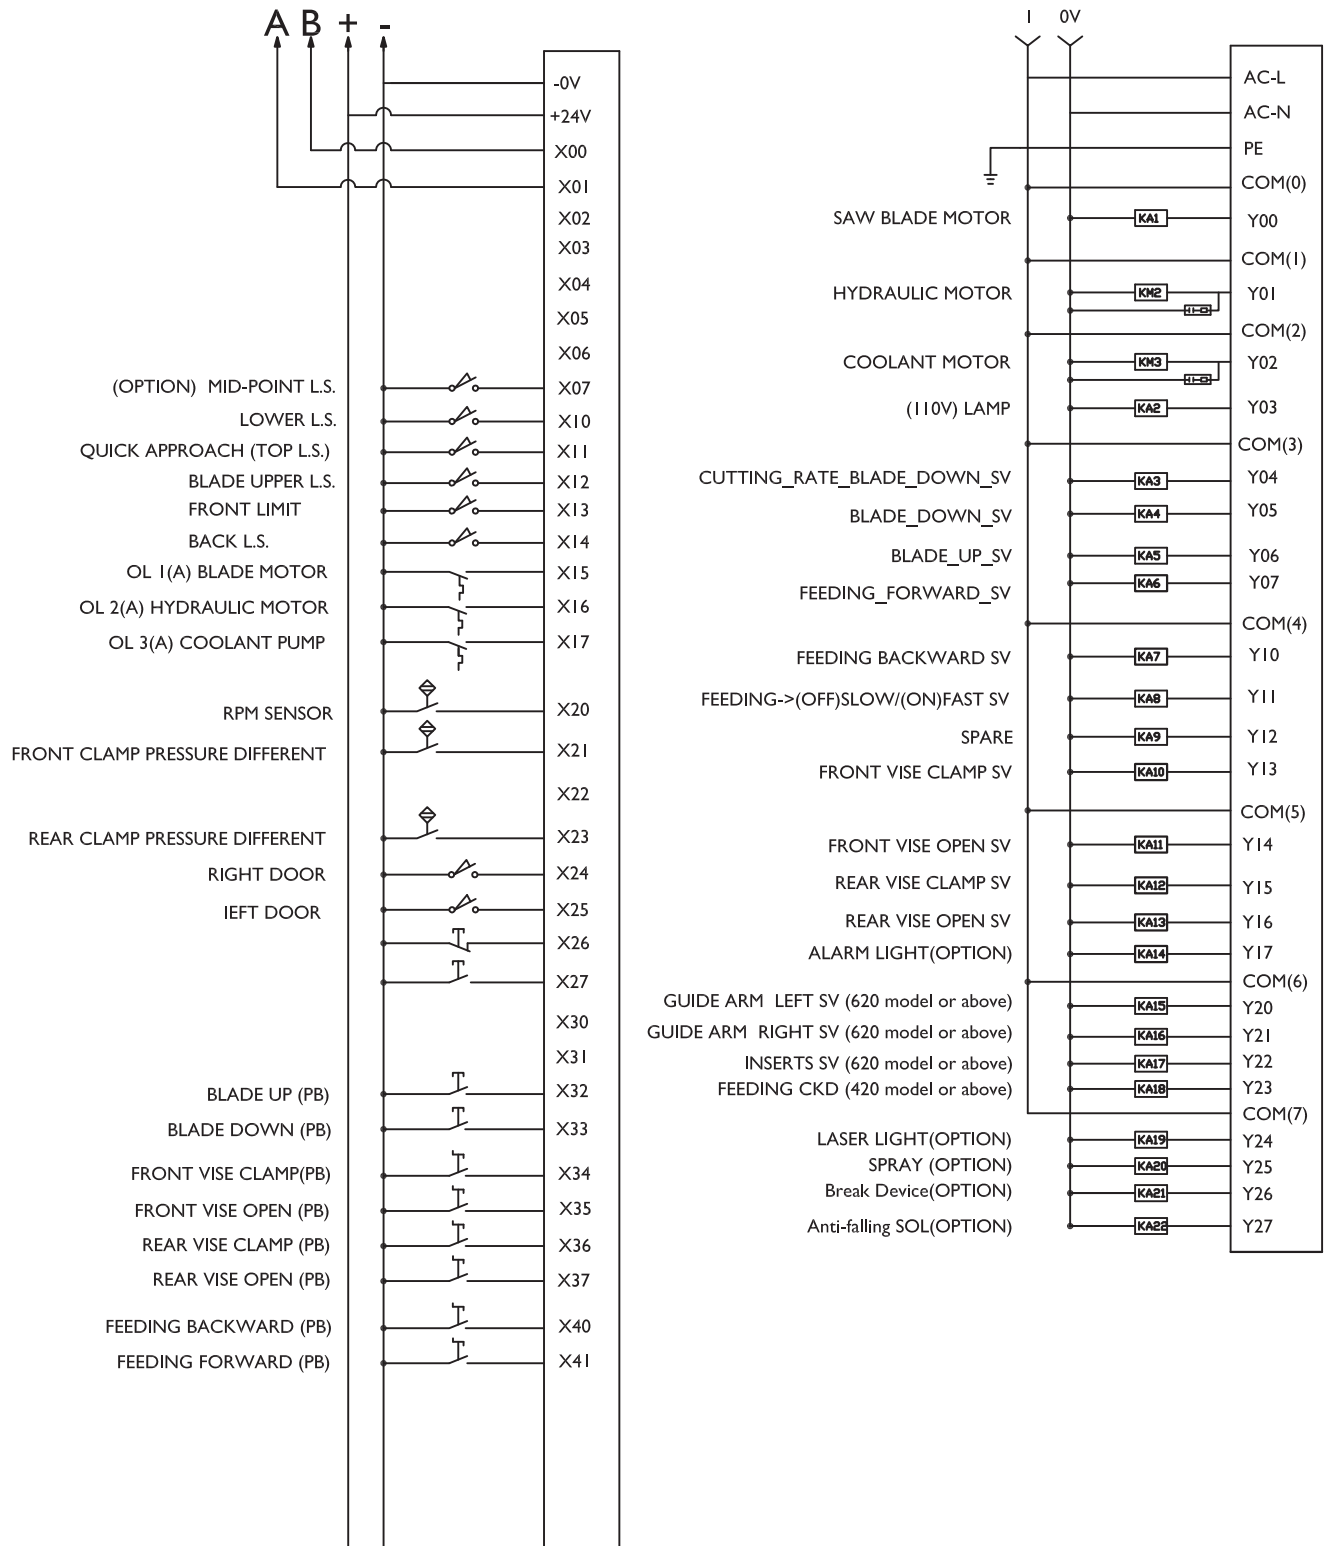 A B + -
-0V
+24V
X00
X01
X02
X03
X04
X05
X06
(OPTION) MID-POINT L.S. X07
LOWER L.S. X10
QUICK APPROACH (TOP L.S.) X11
BLADE UPPER L.S. X12
FRONT LIMIT X13
BACK L.S. X14
OL 1(A) BLADE MOTOR X15
OL 2(A) HYDRAULIC MOTOR X16
OL 3(A) COOLANT PUMP X17
RPM SENSOR X20
FRONT CLAMP PRESSURE DIFFERENT X21
X22
REAR CLAMP PRESSURE DIFFERENT X23
RIGHT DOOR X24
lEFT DOOR X25
X26
X27
X30
X31
BLADE UP (PB) X32
BLADE DOWN (PB) X33
FRONT VISE CLAMP(PB) X34
FRONT VISE OPEN (PB) X35
REAR VISE CLAMP (PB) X36
REAR VISE OPEN (PB) X37
FEEDING BACKWARD (PB) X40
FEEDING FORWARD (PB) X41
1 0V
AC-L
AC-N
PE
COM(0)
SAW BLADE MOTOR KA1 Y00
COM(1)
HYDRAULIC MOTOR KM2 Y01
COM(2)
COOLANT MOTOR KM3 Y02
(110V) LAMP KA2 Y03
COM(3)
CUTTING_RATE_BLADE_DOWN_SV KA3 Y04
BLADE_DOWN_SV KA4 Y05
BLADE_UP_SV KA5 Y06
FEEDING_FORWARD_SV KA6 Y07
COM(4)
FEEDING BACKWARD SV KA7 Y10
FEEDING->(OFF)SLOW/(ON)FAST SV KA8 Y11
SPARE KA9 Y12
FRONT VISE CLAMP SV KA10 Y13
COM(5)
FRONT VISE OPEN SV KA11 Y14
REAR VISE CLAMP SV KA12 Y15
REAR VISE OPEN SV KA13 Y16
ALARM LIGHT(OPTION) KA14 Y17
COM(6)
GUIDE ARM LEFT SV (620 model or above) KA15 Y20
GUIDE ARM RIGHT SV (620 model or above) KA16 Y21
INSERTS SV (620 model or above) KA17 Y22
FEEDING CKD (420 model or above) KA18 Y23
COM(7)
LASER LIGHT(OPTION) KA19 Y24
SPRAY (OPTION) KA20 Y25
Break Device(OPTION) KA21 Y26
Anti-falling SOL(OPTION) KA22 Y27